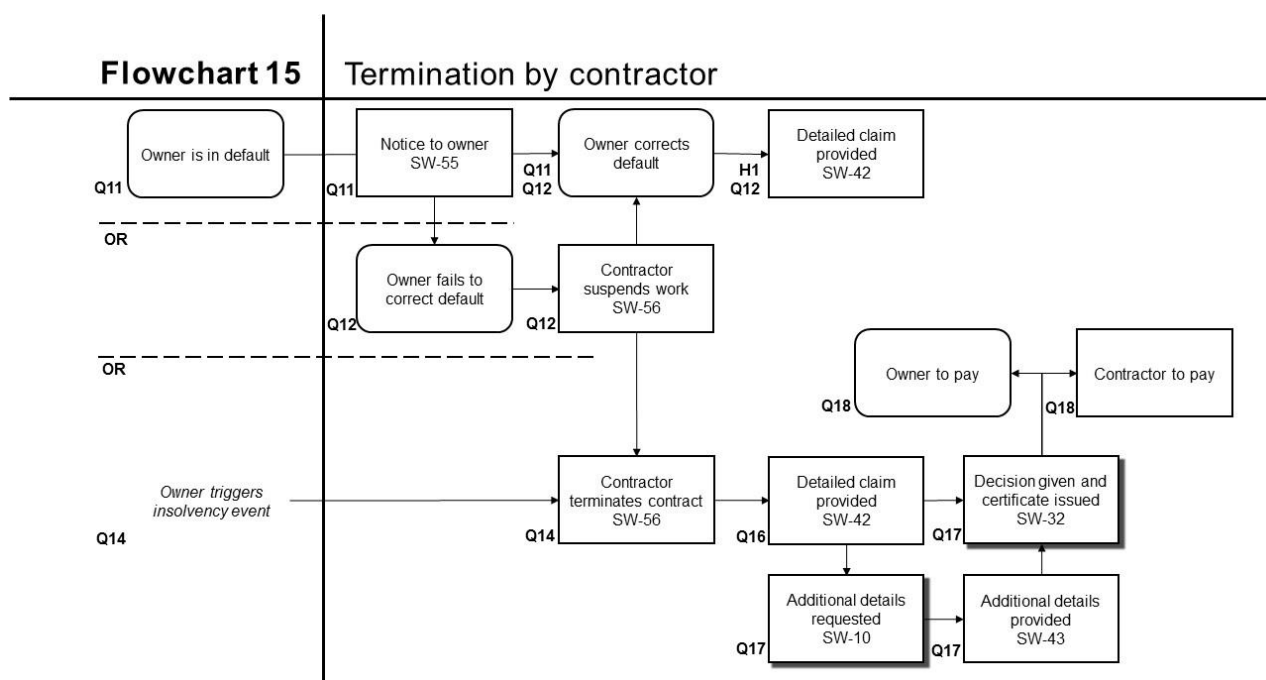 Flowchart 15
Termination by contractor
Owner is in default
Q11
Notice to owner
SW-55
Q11
Q11
Q12
Owner corrects
default
H1
Q12
Detailed claim
provided
SW-42
OR
Owner fails to
correct default
Q12
Contractor
suspends work
SW-56
Q12
OR
Owner to pay
Q18
Contractor to pay
Q18
Owner triggers
insolvency event
Q14
Contractor
terminates contract
SW-56
Q14
Detailed claim
provided
SW-42
Q16
Decision given and
certificate issued
SW-32
Q17
Additional details
requested
SW-10
Q17
Additional details
provided
SW-43
Q17